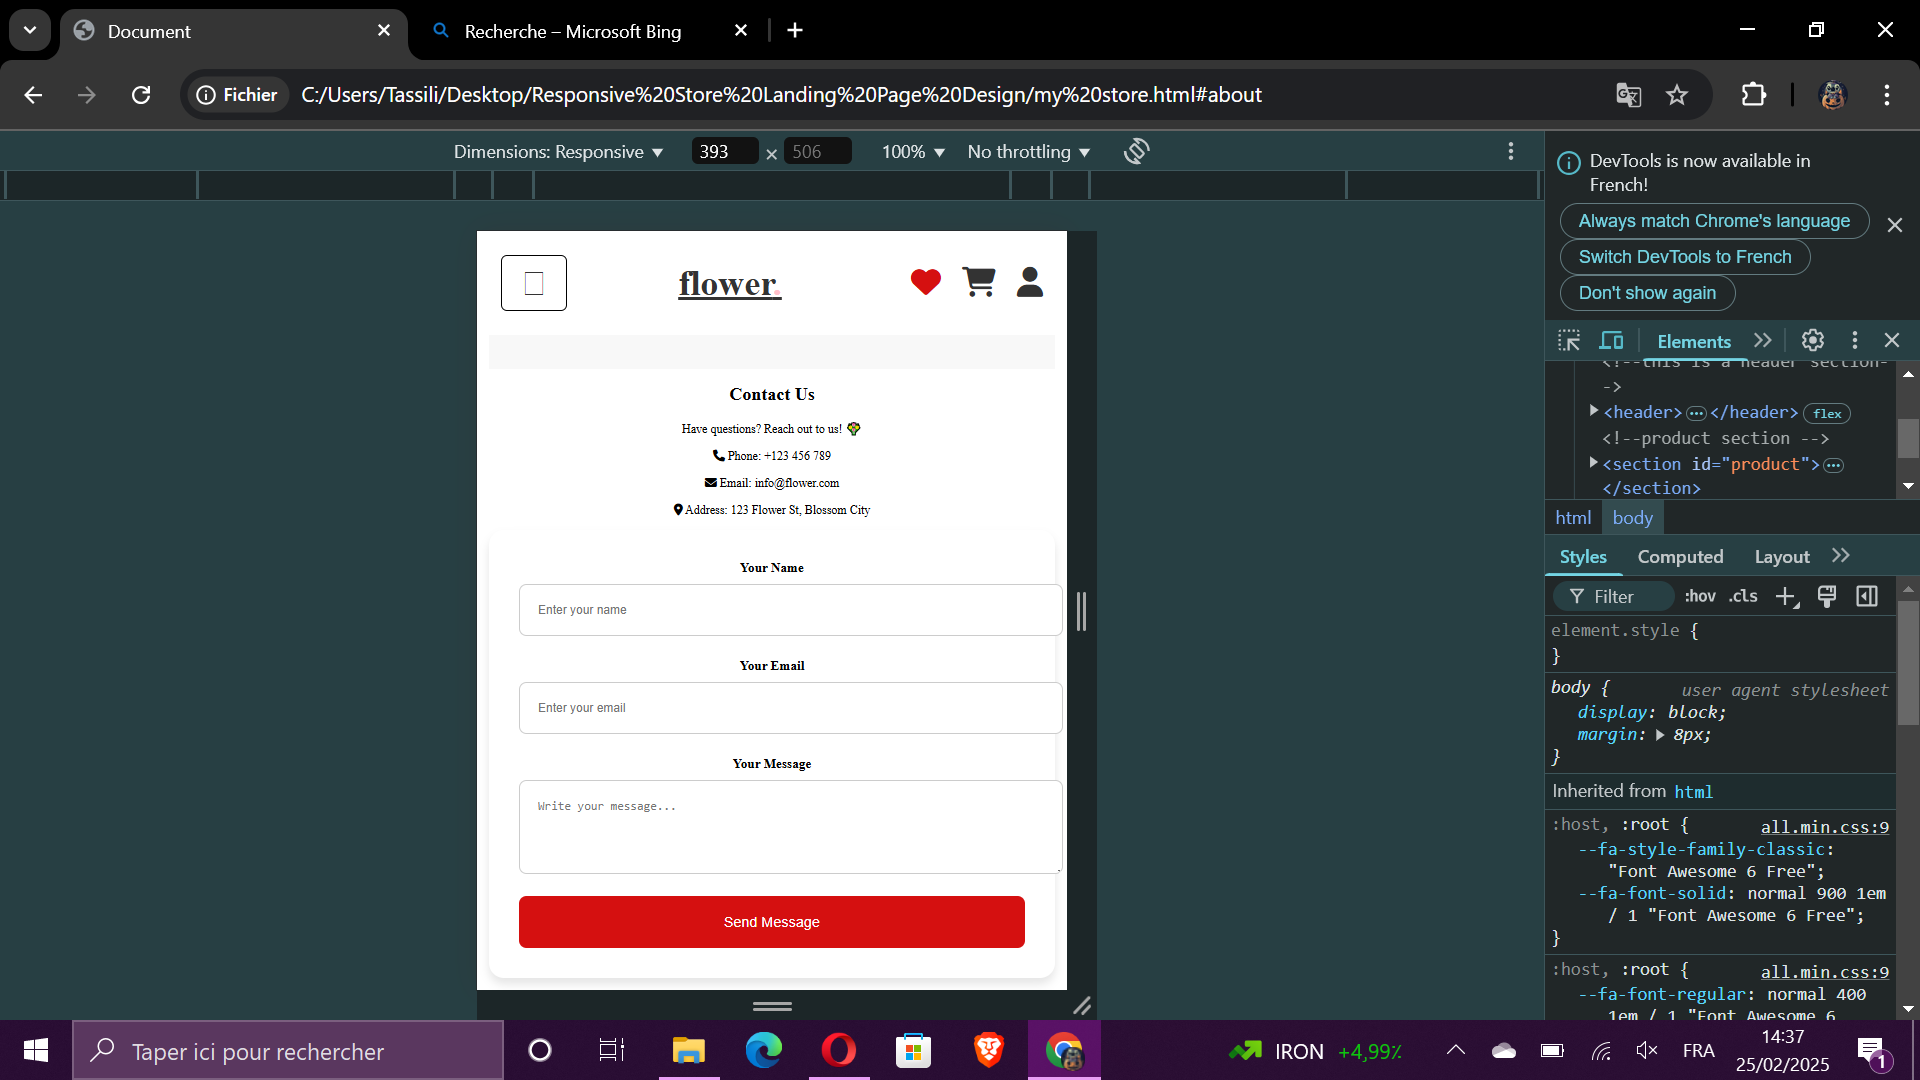 Document
Recherche – Microsoft Bing
Fichier
C:/Users/Tassili/Desktop/Responsive%20Store%20Landing%20Page%20Design/my%20store.html#about
Dimensions: Responsive
393
×
506
100%
No throttling
DevTools is now available in
French!
Always match Chrome's language
Switch DevTools to French
Don't show again
Elements
<!--this is a header section-
->
<header> </header> flex
<!--product section -->
<section id="product">
</section>
html
body
Styles
Computed
Layout
Filter
:hov
.cls
element.style {
}
body {
user agent stylesheet
display: block;
margin: 8px;
}
Inherited from html
:host, :root {
all.min.css:9
--fa-style-family-classic:
"Font Awesome 6 Free";
--fa-font-solid: normal 900 1em
/ 1 "Font Awesome 6 Free";
}
:host, :root {
all.min.css:9
--fa-font-regular: normal 400
1em / 1 "Font Awesome 6
flower.
Contact Us
Have questions? Reach out to us! 💐
Phone: +123 456 789
Email: info@flower.com
Address: 123 Flower St, Blossom City
Your Name
Enter your name
Your Email
Enter your email
Your Message
Write your message...
Send Message
Taper ici pour rechercher
IRON +4,99%
FRA
14:37
25/02/2025
1